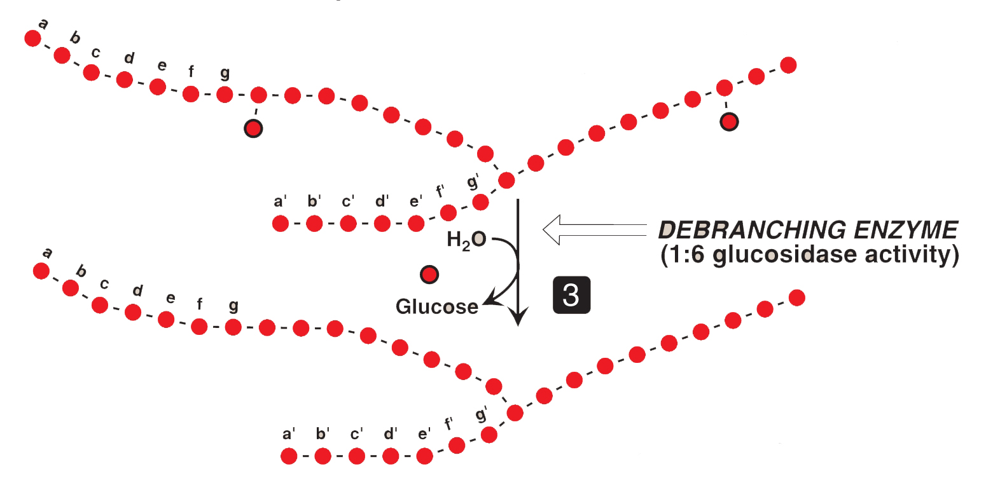 a b c d e f g
a' b' c' d' e' f' g'
H₂O
DEBRANCHING ENZYME
(1:6 glucosidase activity)
3
Glucose
a b c d e f g
a' b' c' d' e' f' g'